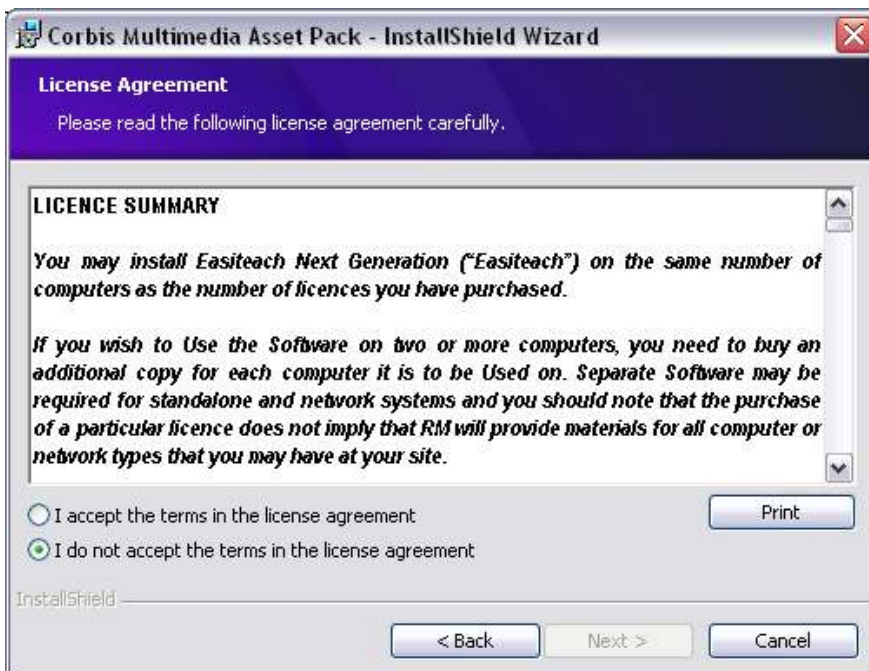 Corbis Multimedia Asset Pack - InstallShield Wizard
License Agreement
Please read the following license agreement carefully.
LICENCE SUMMARY
You may install Easiteach Next Generation (“Easiteach”) on the same number of
computers as the number of licences you have purchased.
If you wish to Use the Software on two or more computers, you need to buy an
additional copy for each computer it is to be Used on. Separate Software may be
required for standalone and network systems and you should note that the purchase
of a particular licence does not imply that RM will provide materials for all computer or
network types that you may have at your site.
I accept the terms in the license agreement
Print
I do not accept the terms in the license agreement
InstallShield
< Back
Next >
Cancel